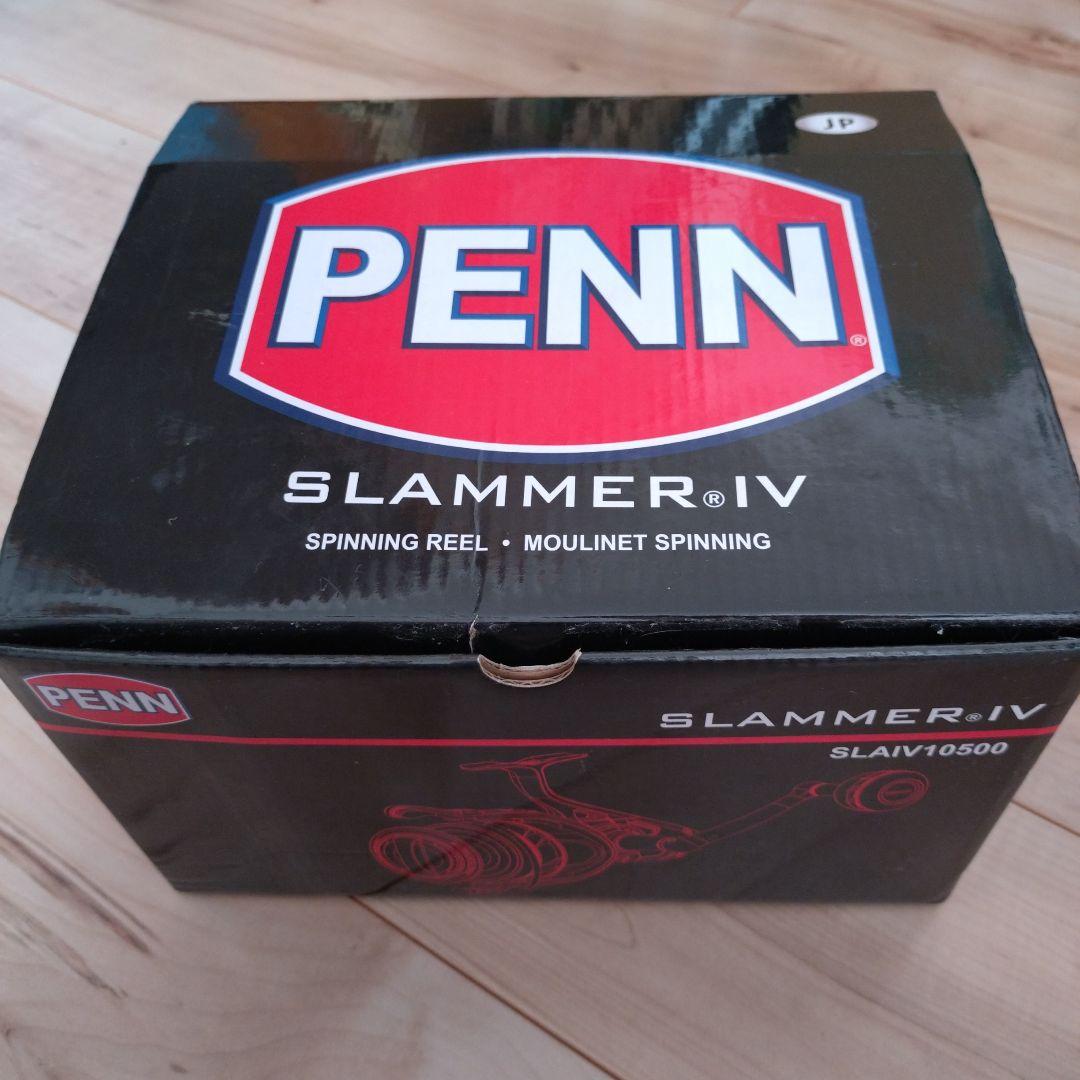 JP
PENN®
SLAMMER® IV
SPINNING REEL • MOULINET SPINNING
PENN
SLAMMER® IV
SLAIV10500